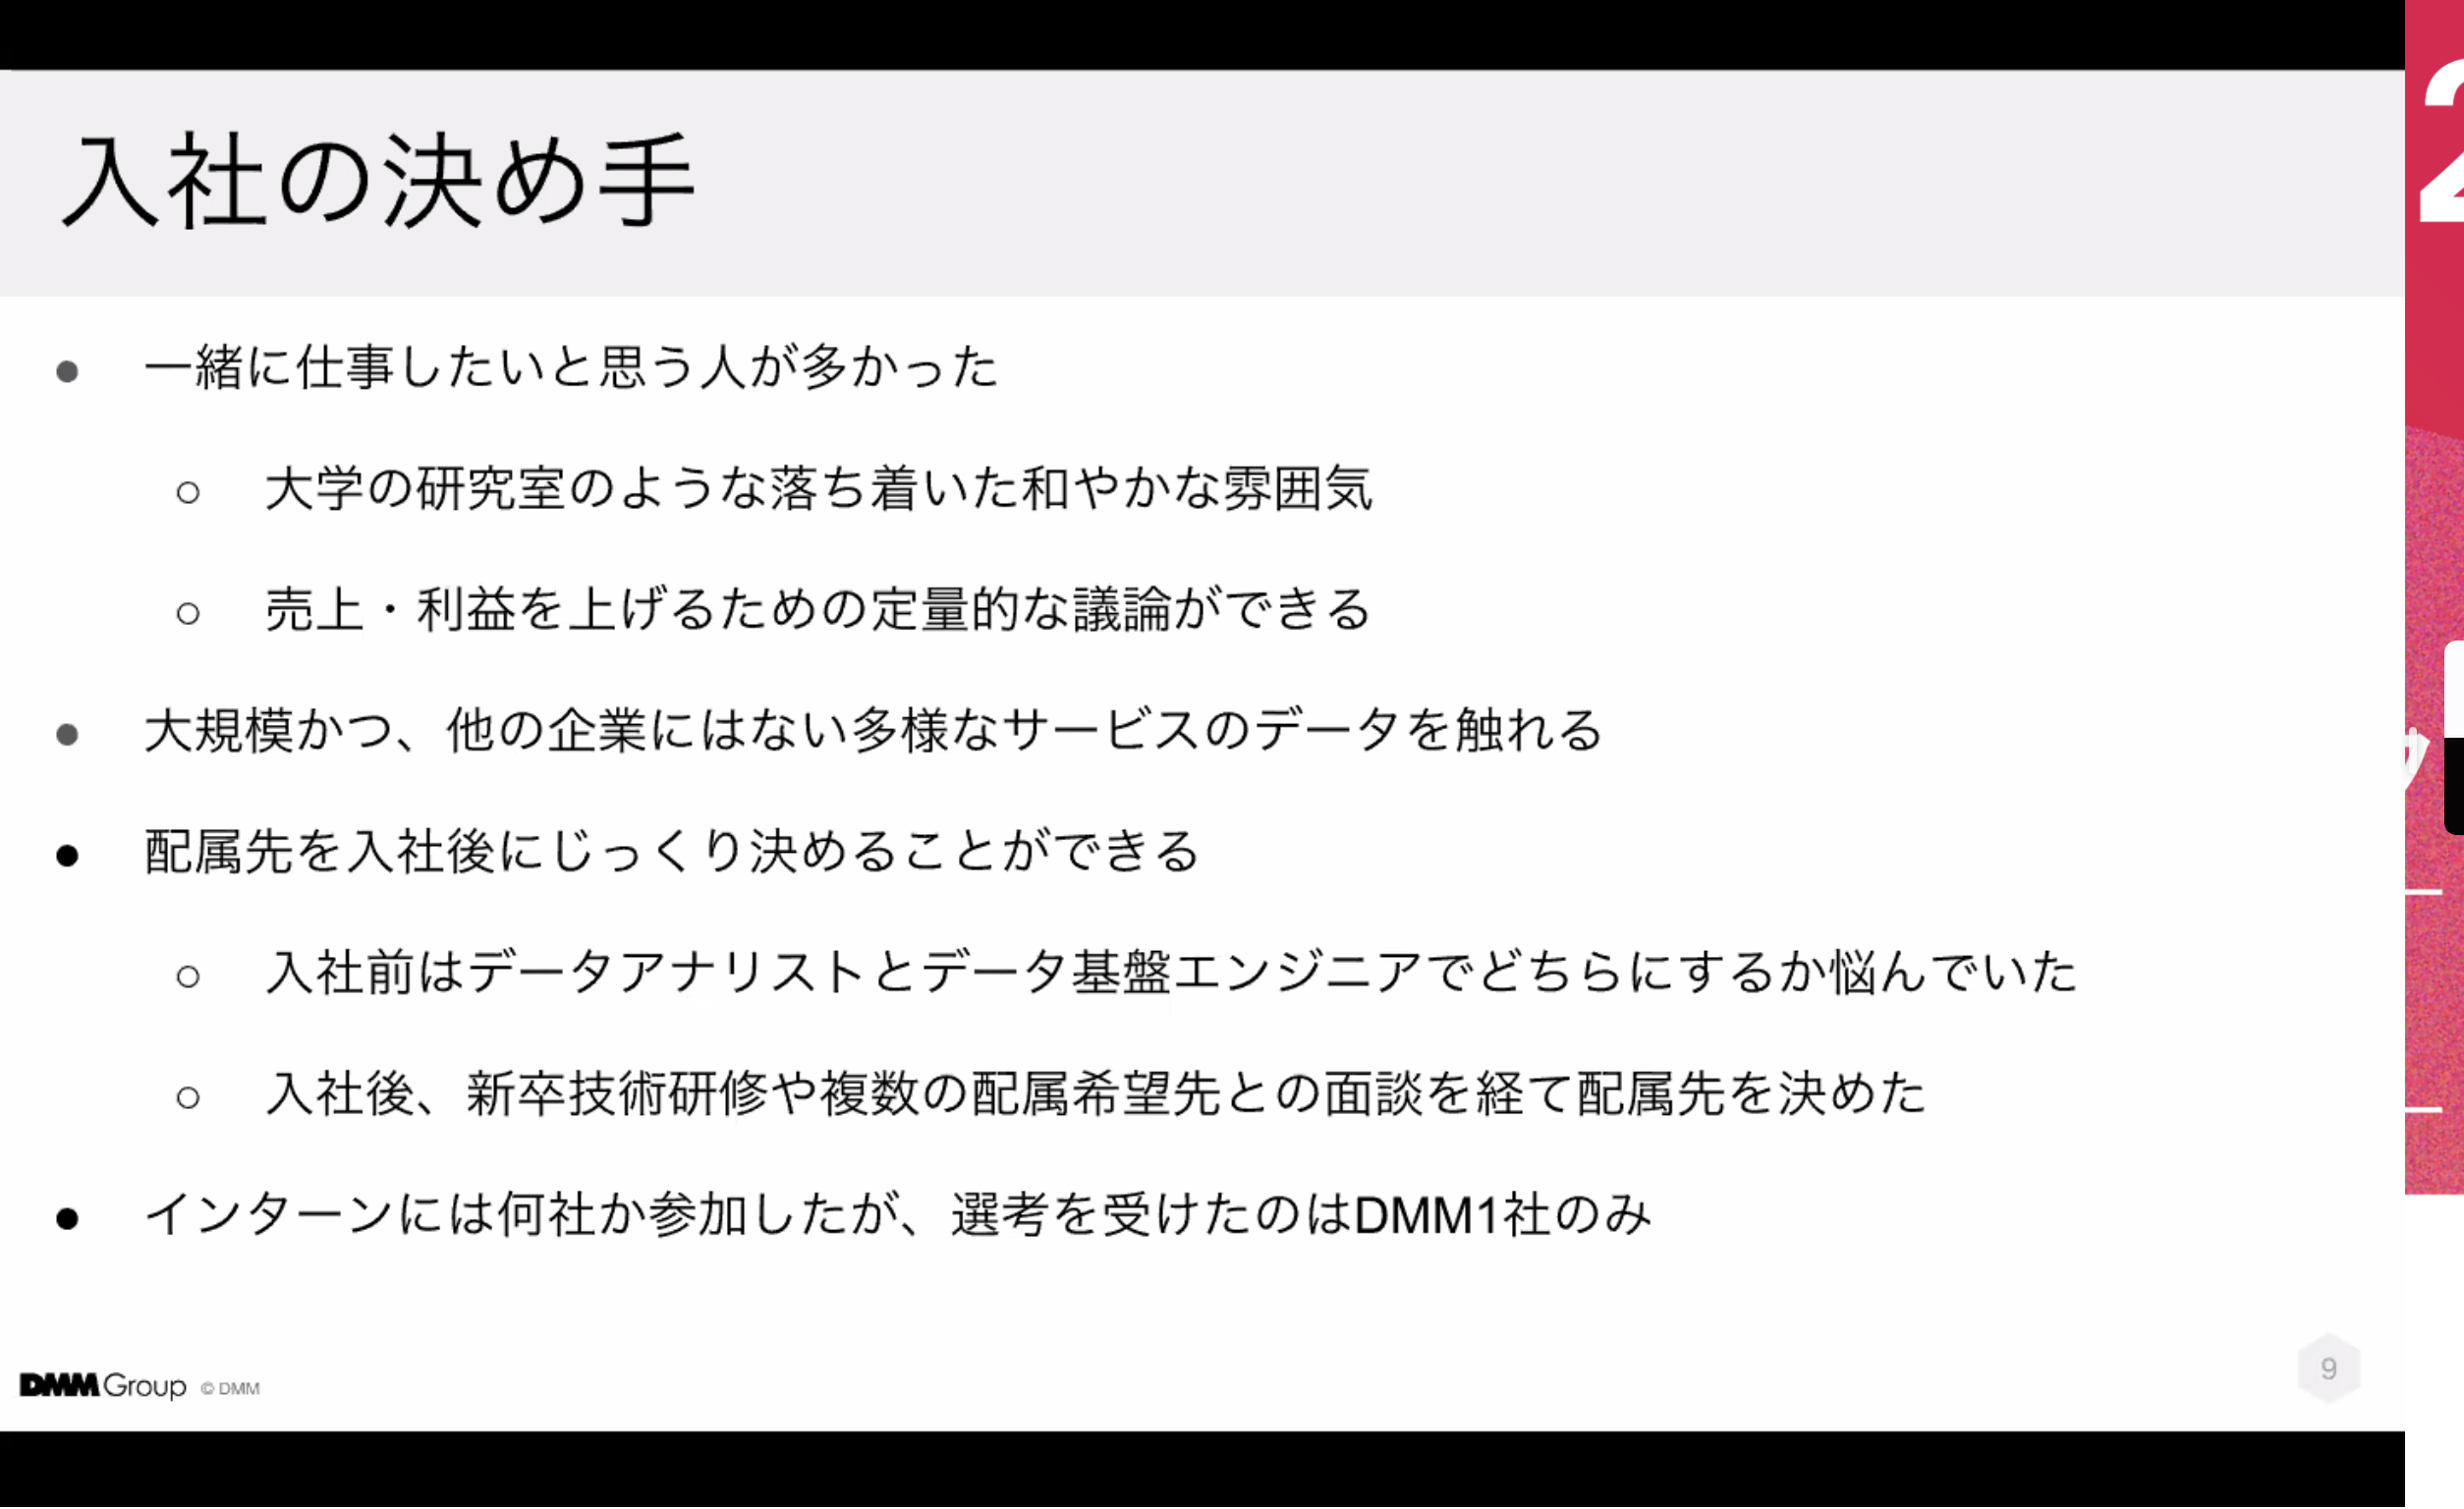 入社の決め手
● 一緒に仕事したいと思う人が多かった
○ 大学の研究室のような落ち着いた和やかな雰囲気
○ 売上・利益を上げるための定量的な議論ができる
● 大規模かつ、他の企業にはない多様なサービスのデータを触れる
● 配属先を入社後にじっくり決めることができる
○ 入社前はデータアナリストとデータ基盤エンジニアでどちらにするか悩んでいた
○ 入社後、新卒技術研修や複数の配属希望先との面談を経て配属先を決めた
● インターンには何社か参加したが、選考を受けたのはDMM1社のみ
DMM Group © DMM
9
2